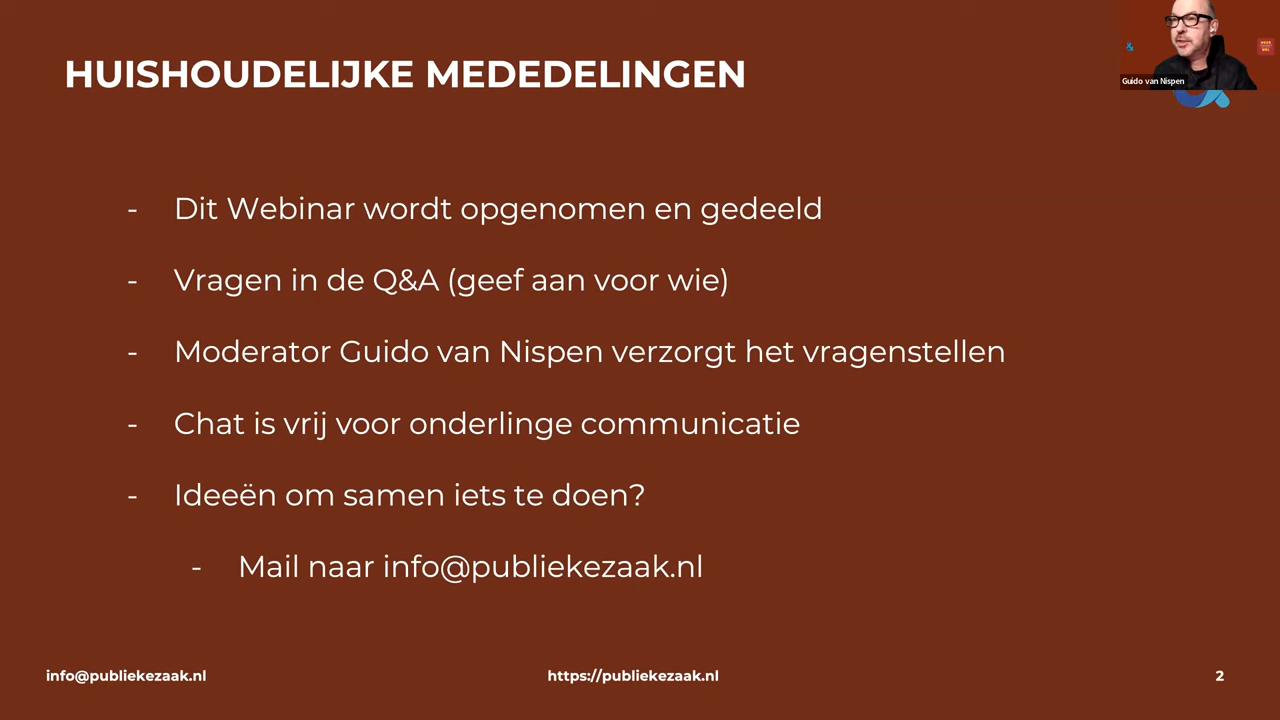 HUISHOUDELIJKE MEDEDELINGEN
Guido van Nispen
- Dit Webinar wordt opgenomen en gedeeld
- Vragen in de Q&A (geef aan voor wie)
- Moderator Guido van Nispen verzorgt het vragenstellen
- Chat is vrij voor onderlinge communicatie
- Ideeën om samen iets te doen?
- Mail naar info@publiekezaak.nl
info@publiekezaak.nl
https://publiekezaak.nl
2